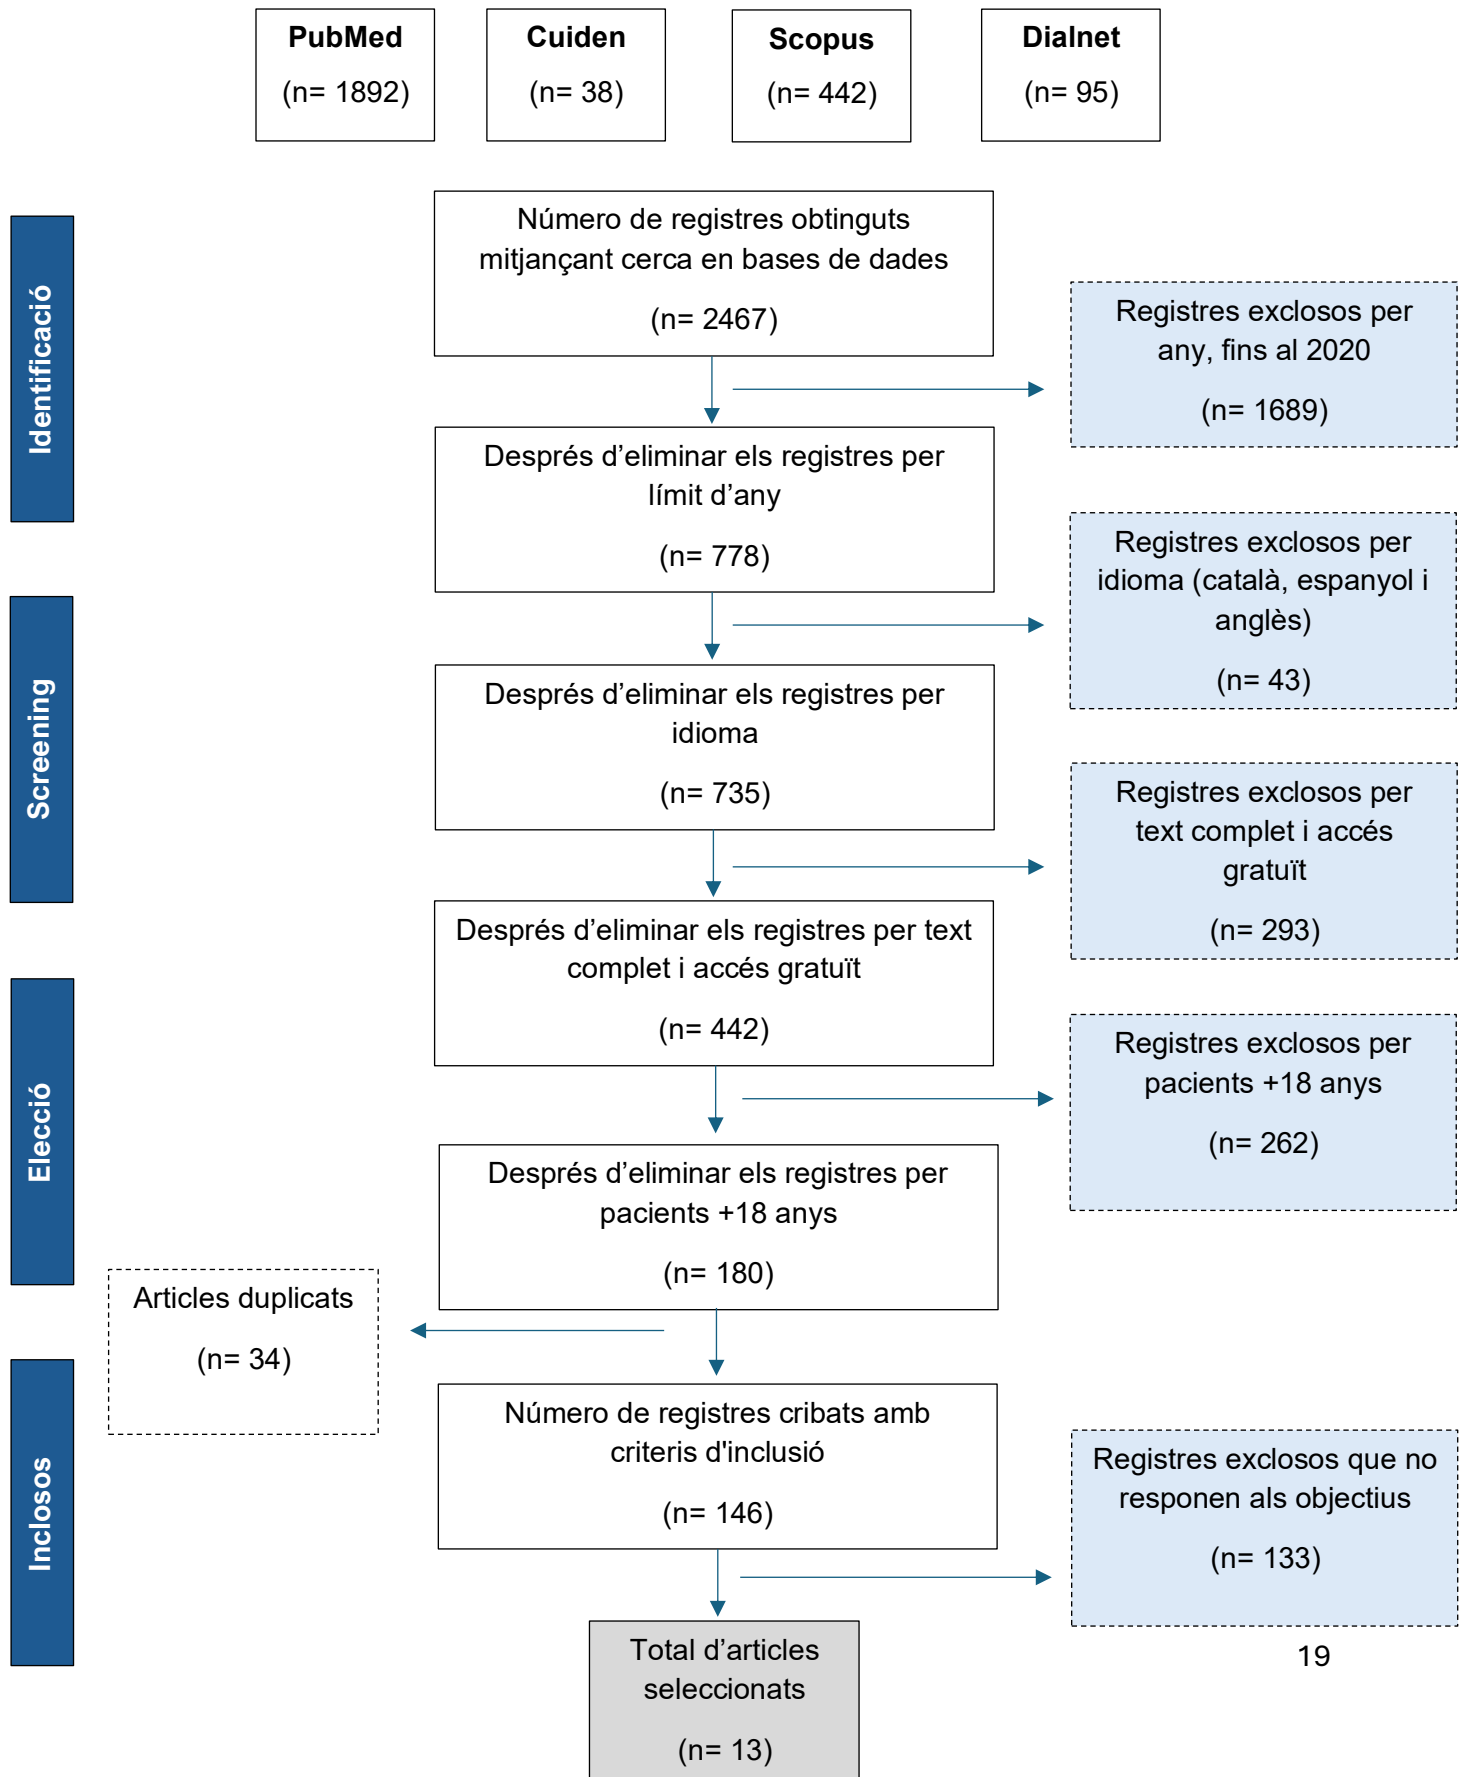 PubMed
(n= 1892)
Cuiden
(n= 38)
Scopus
(n= 442)
Dialnet
(n= 95)
Identificació
Número de registres obtinguts
mitjançant cerca en bases de dades
(n= 2467)
Registres exclosos per
any, fins al 2020
(n= 1689)
Després d’eliminar els registres per
límit d’any
(n= 778)
Registres exclosos per
idioma (català, espanyol i
anglès)
(n= 43)
Screening
Després d’eliminar els registres per
idioma
(n= 735)
Registres exclosos per
text complet i accés
gratuït
(n= 293)
Després d’eliminar els registres per text
complet i accés gratuït
(n= 442)
Elecció
Registres exclosos per
pacients +18 anys
(n= 262)
Després d’eliminar els registres per
pacients +18 anys
(n= 180)
Articles duplicats
(n= 34)
Inclosos
Número de registres cribats amb
criteris d'inclusió
(n= 146)
Registres exclosos que no
responen als objectius
(n= 133)
Total d’articles
seleccionats
(n= 13)
19